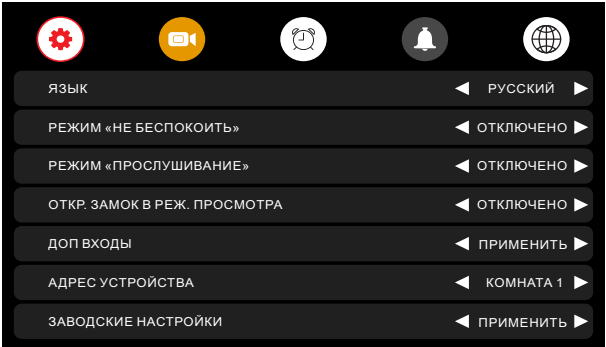 ЯЗЫК РУССКИЙ
РЕЖИМ «НЕ БЕСПОКОИТЬ» ОТКЛЮЧЕНО
РЕЖИМ «ПРОСЛУШИВАНИЕ» ОТКЛЮЧЕНО
ОТКР. ЗАМОК В РЕЖ. ПРОСМОТРА ОТКЛЮЧЕНО
ДОП ВХОДЫ ПРИМЕНИТЬ
АДРЕС УСТРОЙСТВА КОМНАТА 1
ЗАВОДСКИЕ НАСТРОЙКИ ПРИМЕНИТЬ